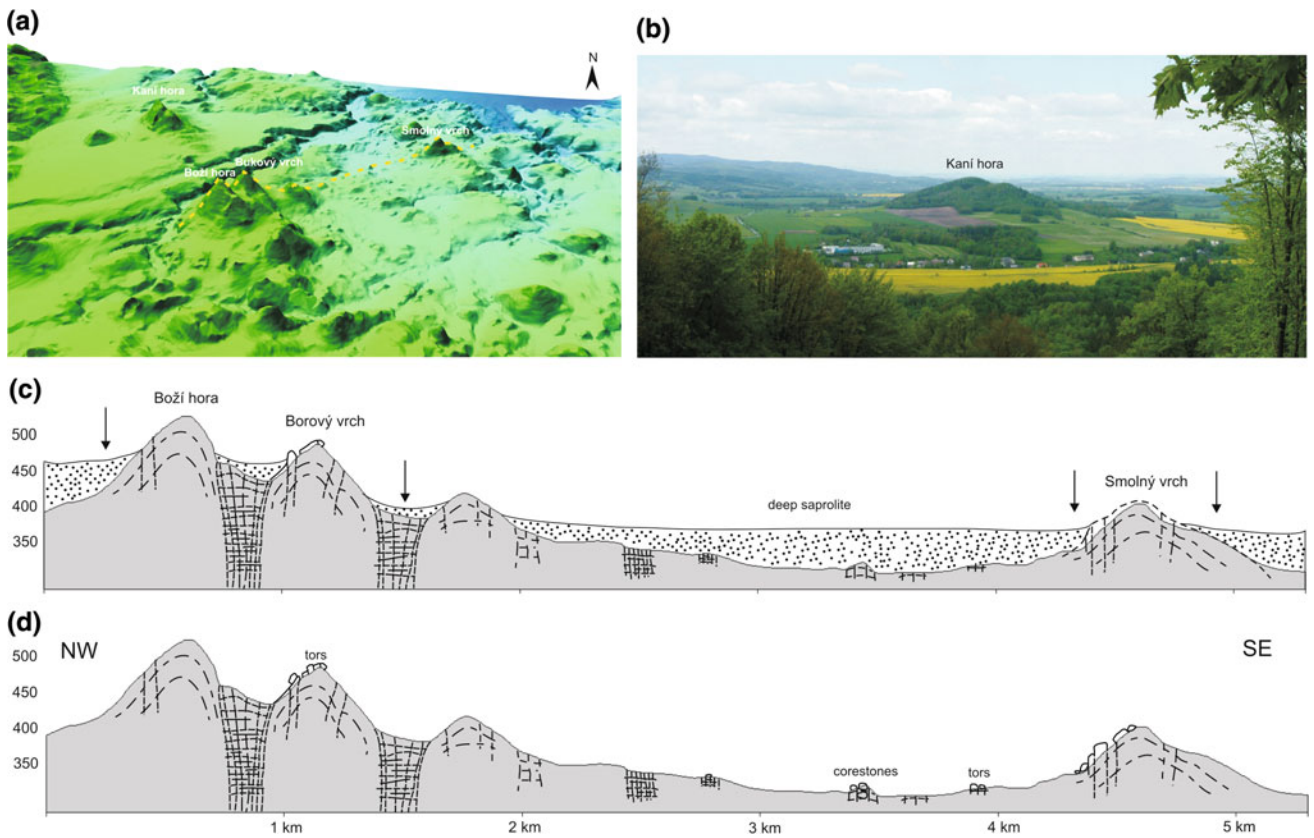 (a)
N
Kaní hora
Smolný vrch
Bukový vrch
Boží hora
(b)
Kaní hora
(c)
Boží hora
Borový vrch
Smolný vrch
deep saprolite
500
450
400
350
(d)
NW
SE
tors
corestones
tors
500
450
400
350
1 km
2 km
3 km
4 km
5 km